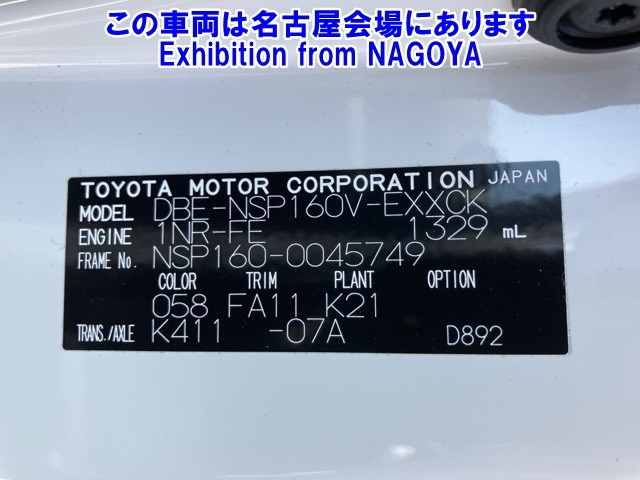 この車両は名古屋会場にあります
Exhibition from NAGOYA
TOYOTA MOTOR CORPORATION JAPAN
MODEL DBE-NSP160V-EXXCK
ENGINE 1NR-FE 1329 mL
FRAME No. NSP160-0045749
COLOR TRIM PLANT OPTION
058 FA11 K21
TRANS./AXLE K411 -07A D892